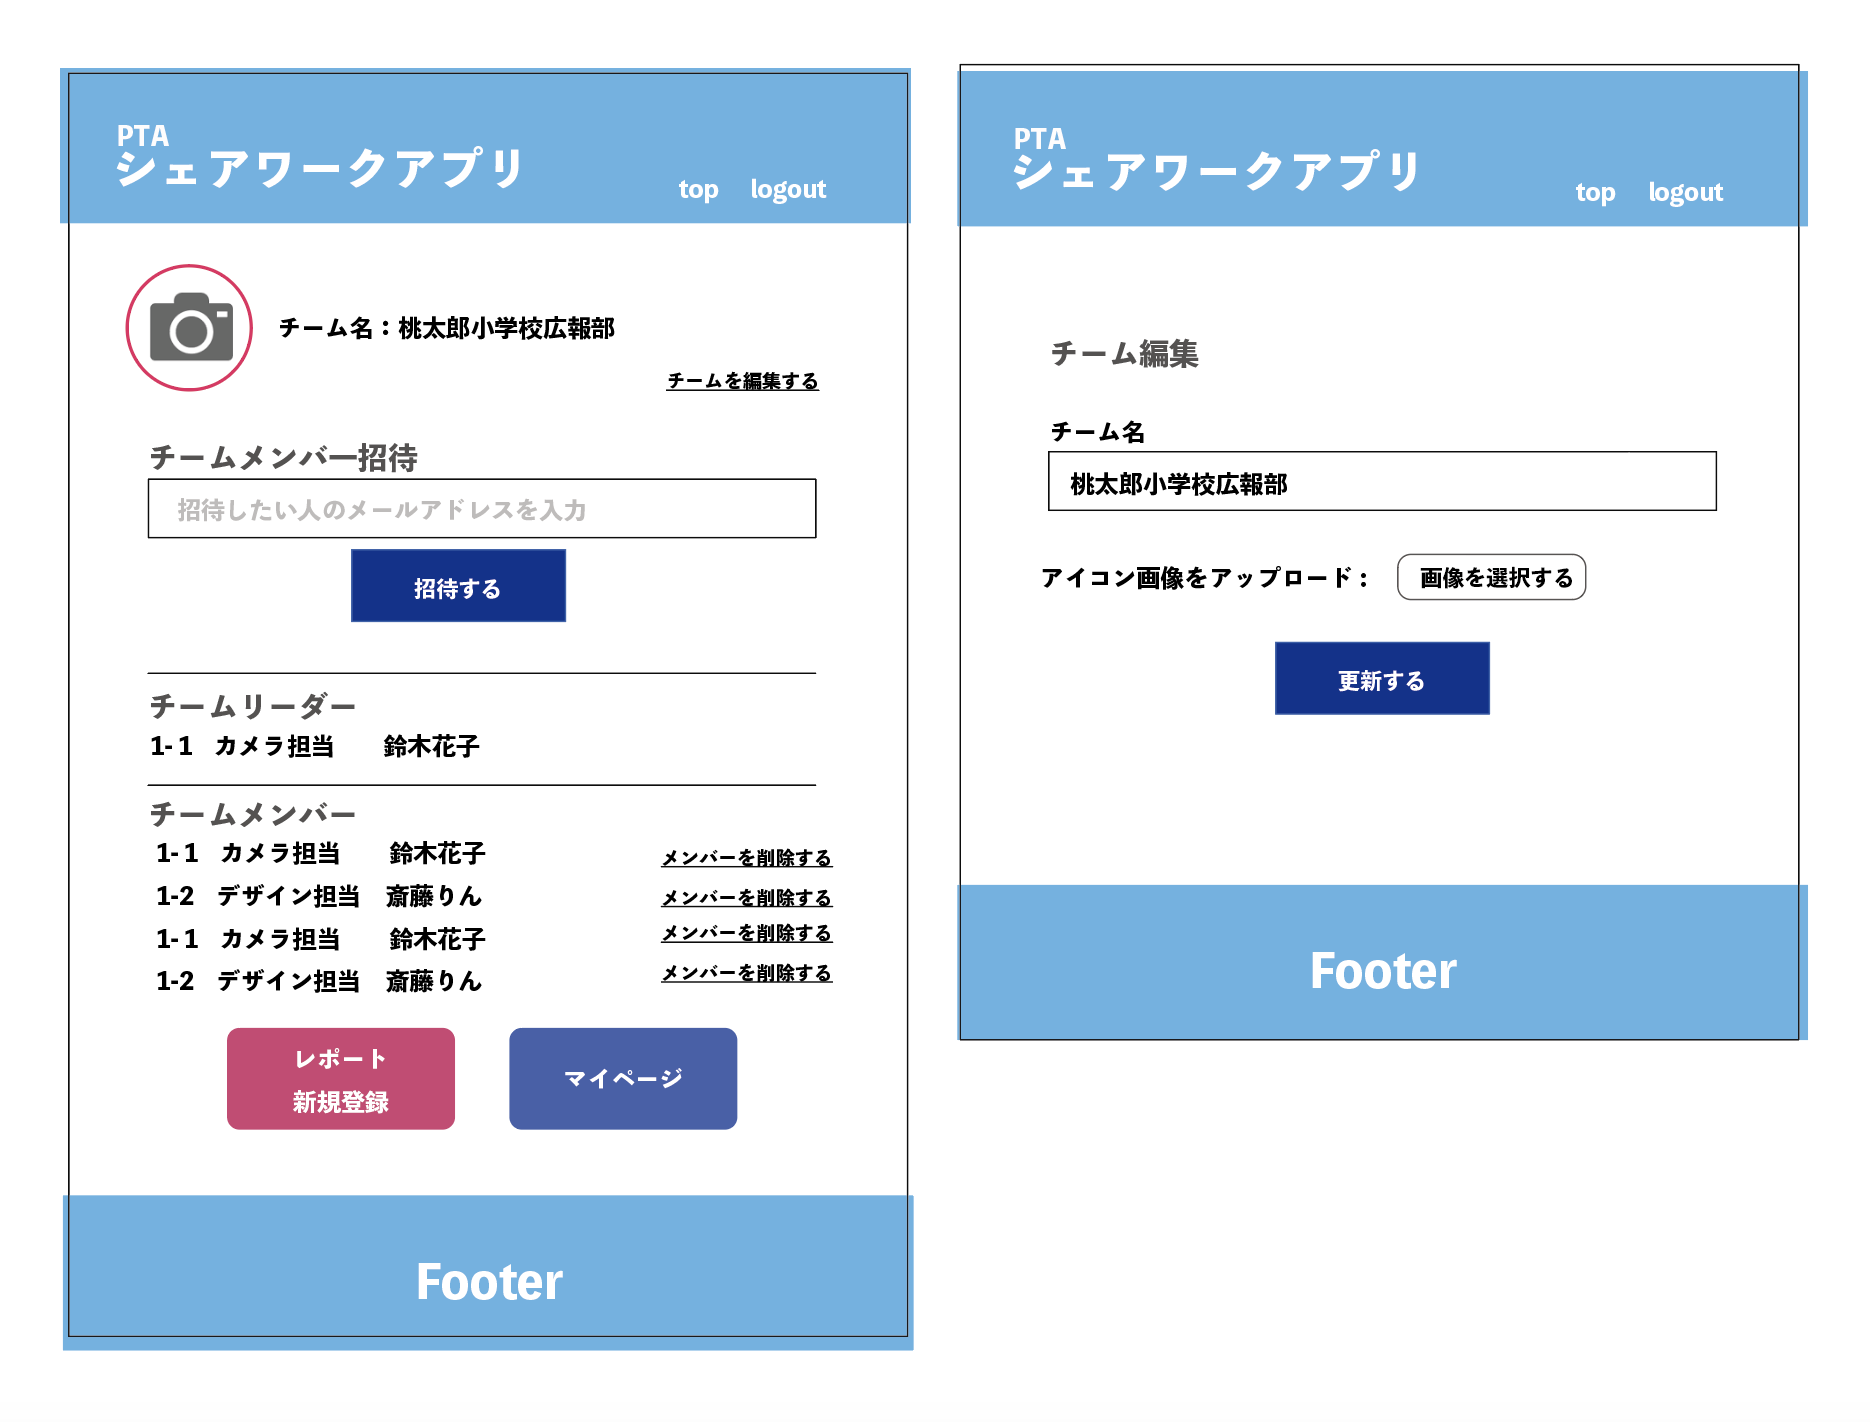 PTA
シェアワークアプリ
top logout
チーム名：桃太郎小学校広報部
チームを編集する
チームメンバー招待
招待したい人のメールアドレスを入力
招待する
チームリーダー
1-1 カメラ担当 鈴木花子
チームメンバー
1-1 カメラ担当 鈴木花子 メンバーを削除する
1-2 デザイン担当 斎藤りん メンバーを削除する
1-1 カメラ担当 鈴木花子 メンバーを削除する
1-2 デザイン担当 斎藤りん メンバーを削除する
レポート
新規登録
マイページ
Footer
PTA
シェアワークアプリ
top logout
チーム編集
チーム名
桃太郎小学校広報部
アイコン画像をアップロード： 画像を選択する
更新する
Footer